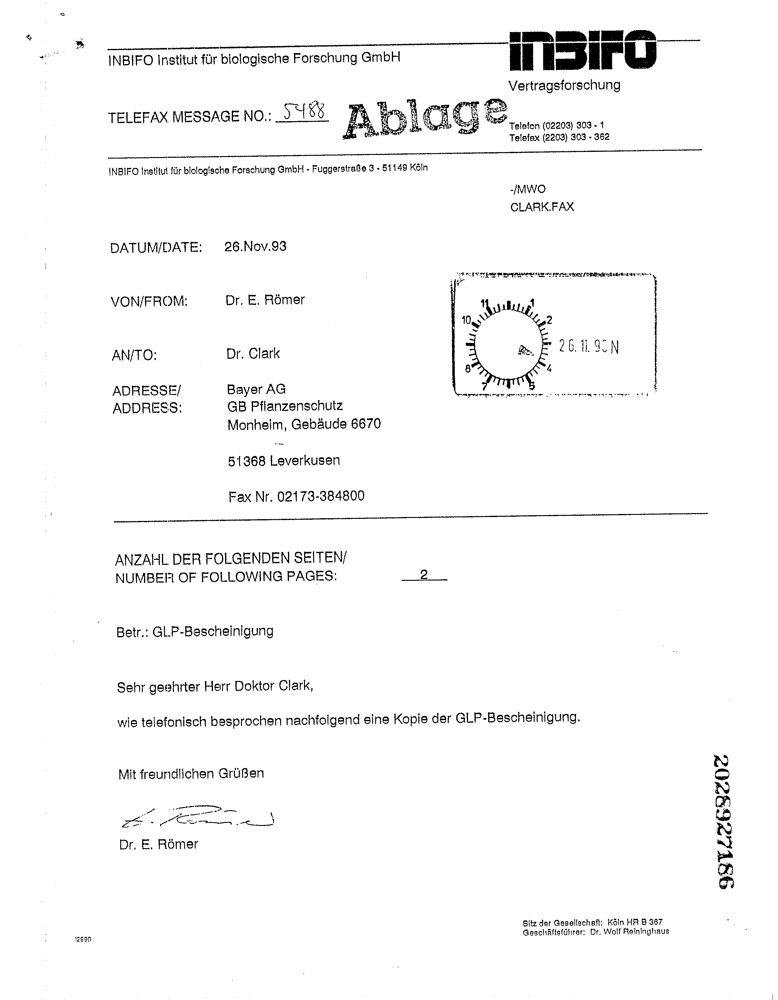 INBIFO Institut für biologische Forschung GmbH
INBIFO
Vertragsforschung
TELEFAX MESSAGE NO.: 5488
Ablage
Telefon (02203) 303 - 1
Telefax (2203) 303 - 362
INBIFO Institut für biologische Forschung GmbH - Fuggerstraße 3 - 51149 Köln
-/MWO
CLARK.FAX
DATUM/DATE: 26.Nov.93
VON/FROM: Dr. E. Römer
11 1
10 2
26. 11. 93 N
8 4
7 5
AN/TO: Dr. Clark
ADRESSE/ Bayer AG
ADDRESS: GB Pflanzenschutz
Monheim, Gebäude 6670
51368 Leverkusen
Fax Nr. 02173-384800
ANZAHL DER FOLGENDEN SEITEN/
NUMBER OF FOLLOWING PAGES: 2
Betr.: GLP-Bescheinigung
Sehr geehrter Herr Doktor Clark,
wie telefonisch besprochen nachfolgend eine Kopie der GLP-Bescheinigung.
Mit freundlichen Grüßen
E. Römer
Dr. E. Römer
2028927186
Sitz der Gesellschaft: Köln HR B 367
Geschäftsführer: Dr. Wolf Reininghaus